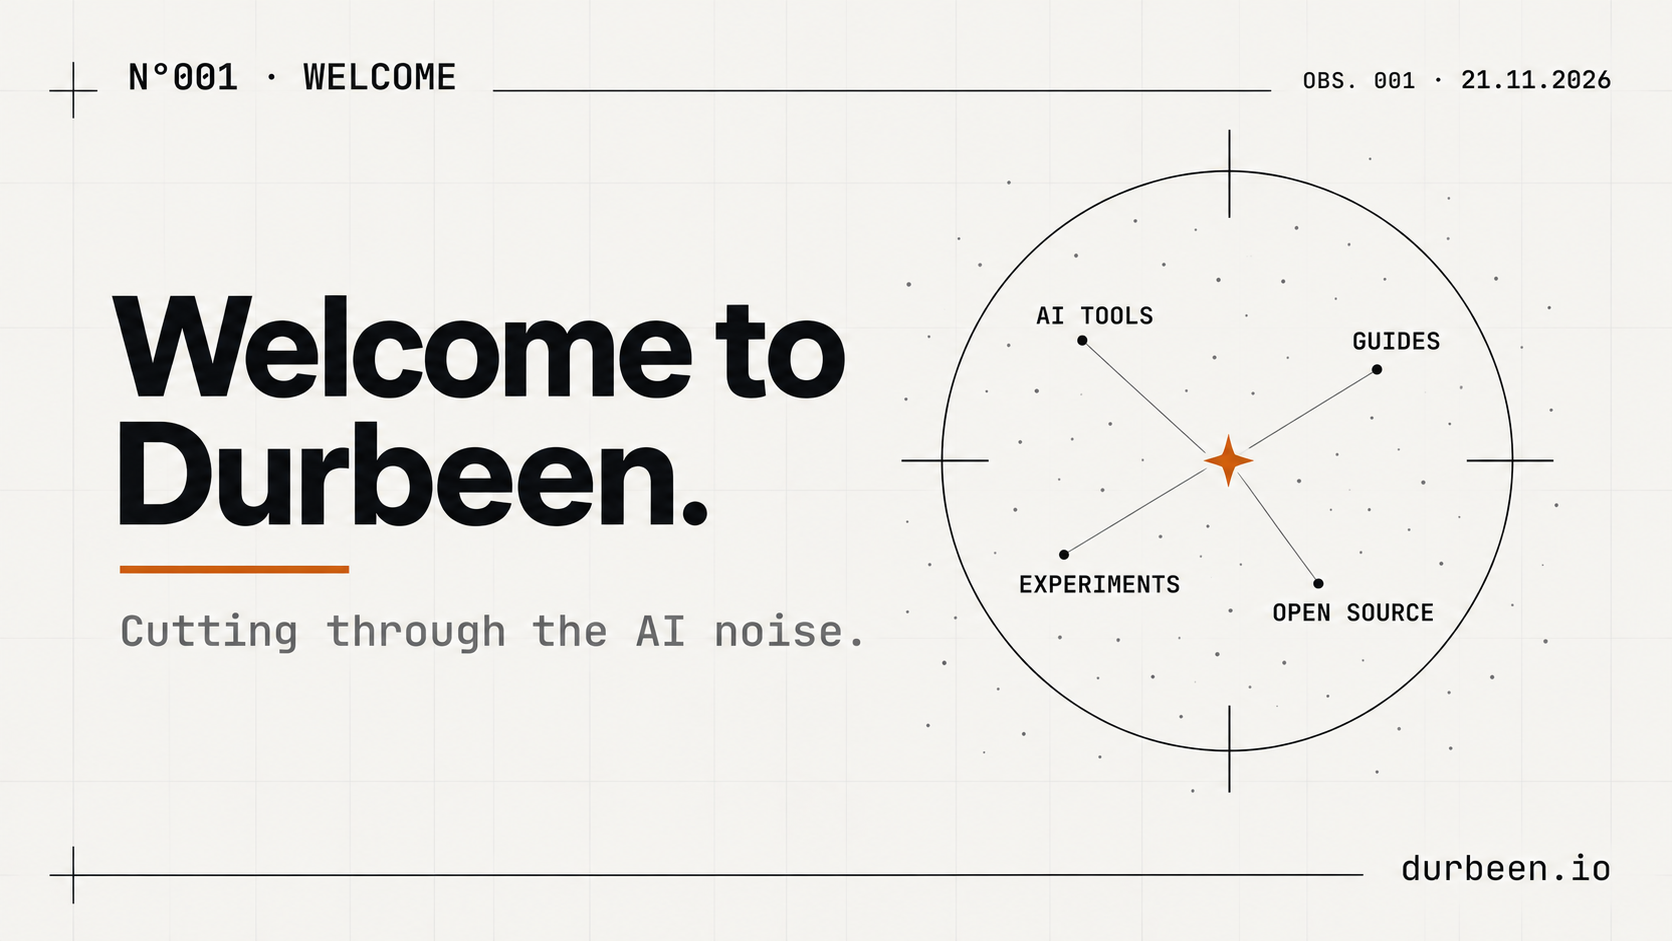 N°001 · WELCOME
OBS. 001 · 21.11.2026
Welcome to
Durbeen.
Cutting through the AI noise.
AI TOOLS
GUIDES
EXPERIMENTS
OPEN SOURCE
durbeen.io